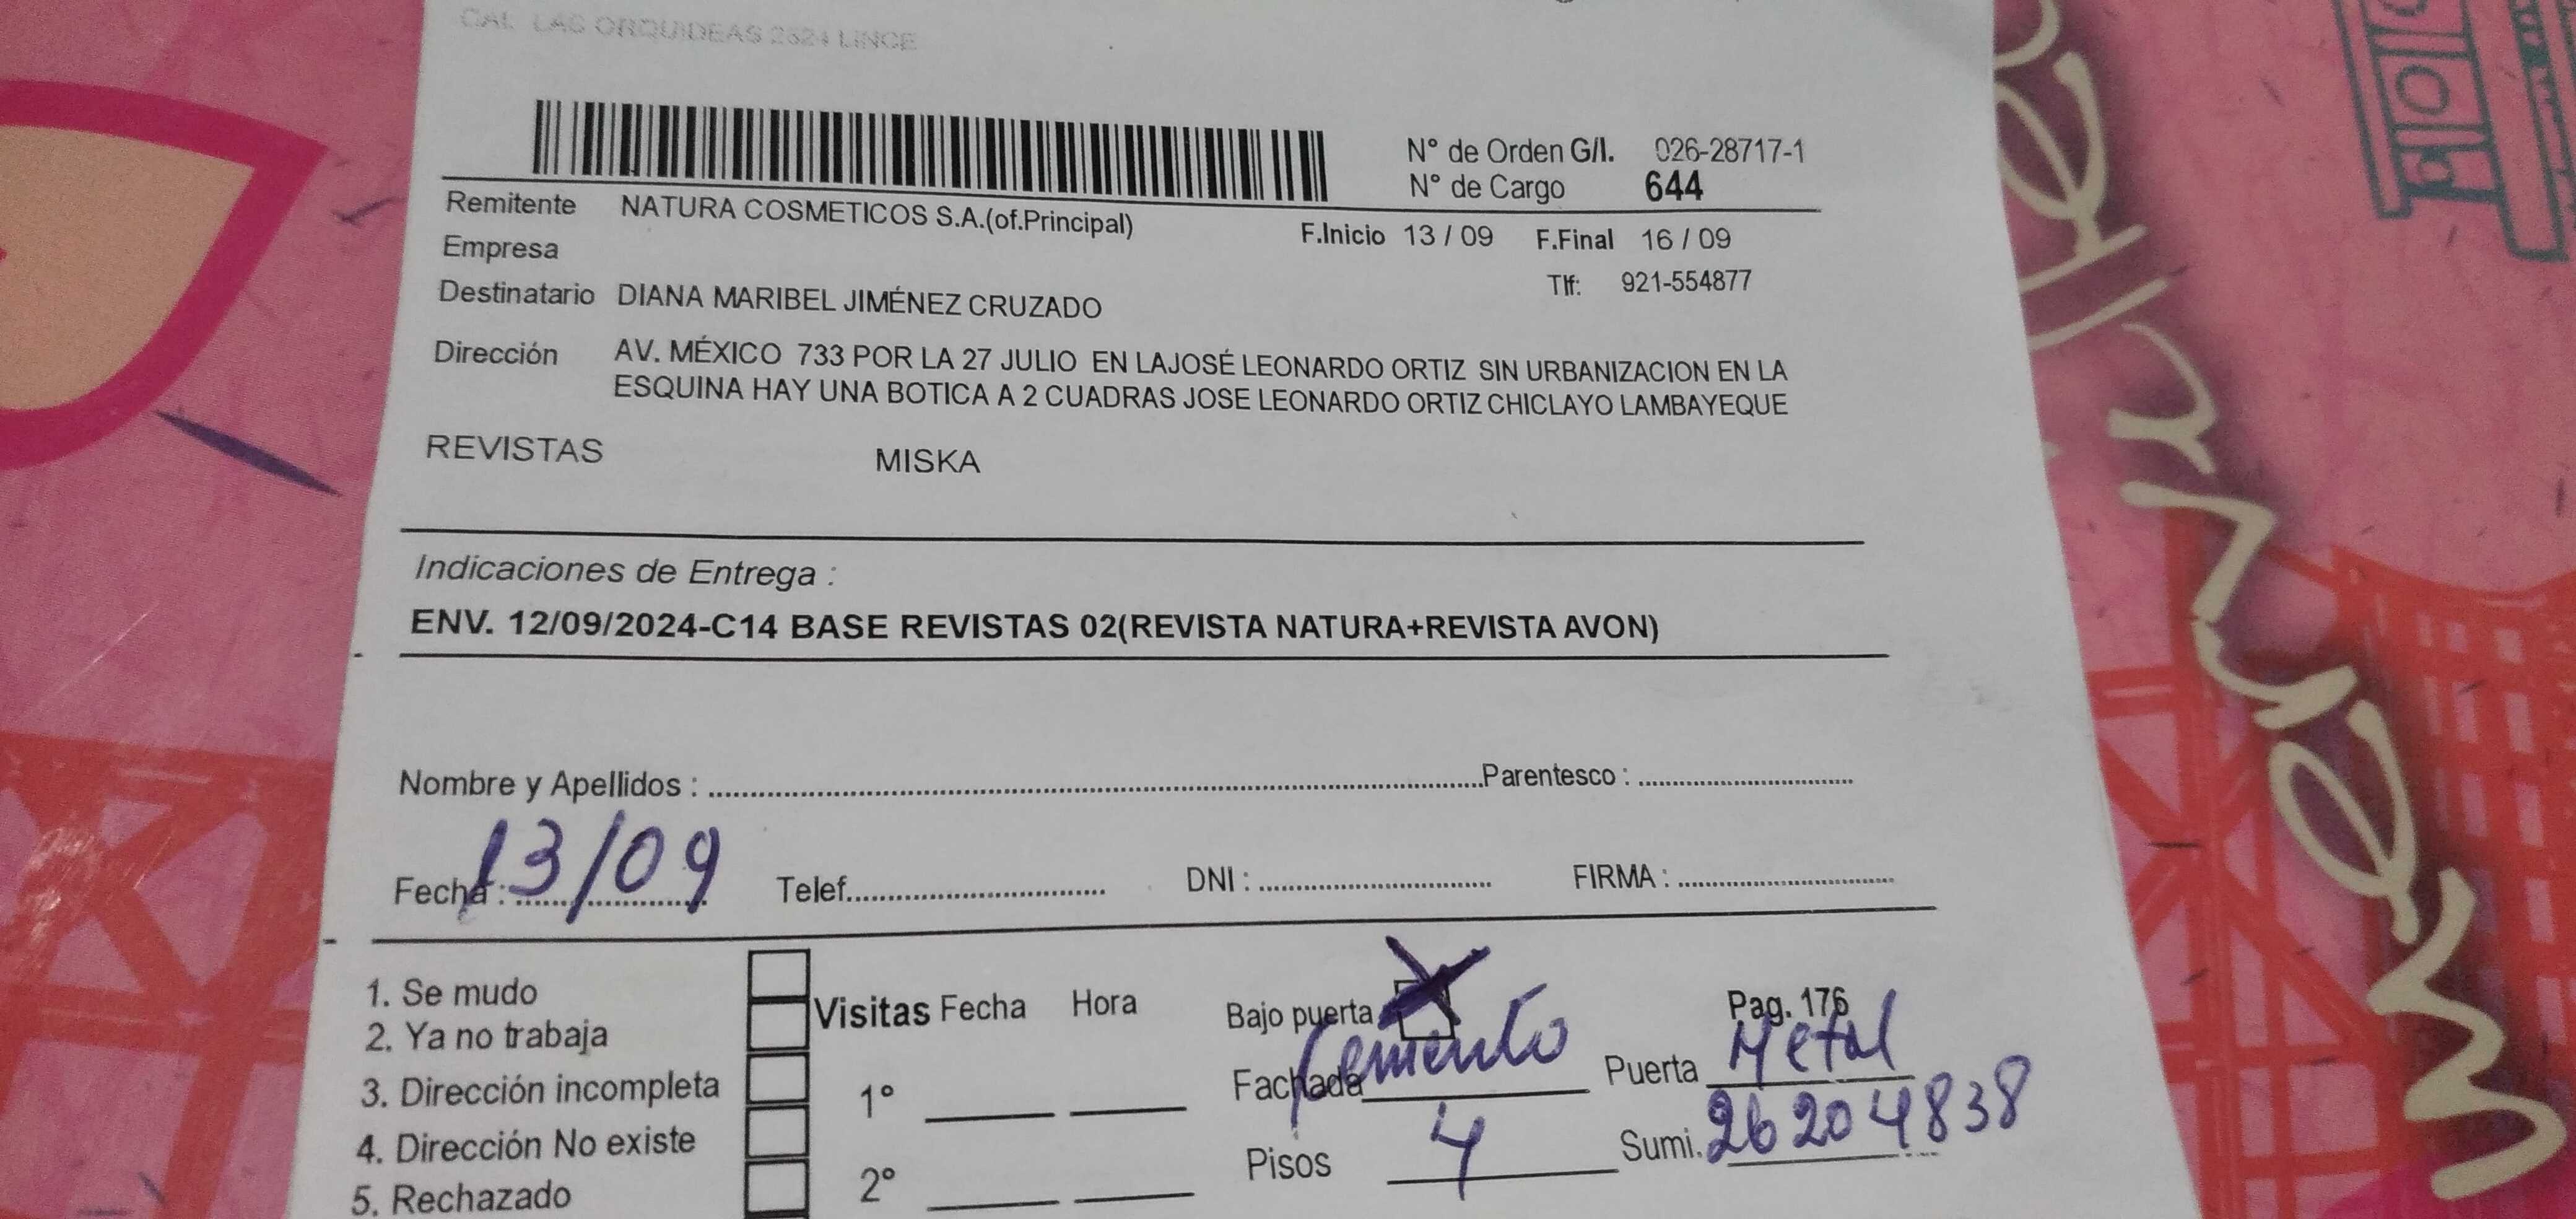 CAL LAS ORQUIDEAS 2624 LINCE
N° de Orden G/I. 026-28717-1
N° de Cargo 644
Remitente NATURA COSMETICOS S.A.(of.Principal)
F.Inicio 13 / 09 F.Final 16 / 09
Empresa
Tlf: 921-554877
Destinatario DIANA MARIBEL JIMÉNEZ CRUZADO
Dirección AV. MÉXICO 733 POR LA 27 JULIO EN LAJOSÉ LEONARDO ORTIZ SIN URBANIZACION EN LA
ESQUINA HAY UNA BOTICA A 2 CUADRAS JOSE LEONARDO ORTIZ CHICLAYO LAMBAYEQUE
REVISTAS MISKA
Indicaciones de Entrega :
ENV. 12/09/2024-C14 BASE REVISTAS 02(REVISTA NATURA+REVISTA AVON)
Nombre y Apellidos : Parentesco :
Fecha : 13/09 Telef. DNI : FIRMA :
1. Se mudo
2. Ya no trabaja
3. Dirección incompleta
4. Dirección No existe
5. Rechazado
Visitas Fecha Hora
1°
2°
Bajo puerta X Pag. 176
Fachada Cemento Puerta Metal
Pisos 4 Sumi. 26204838